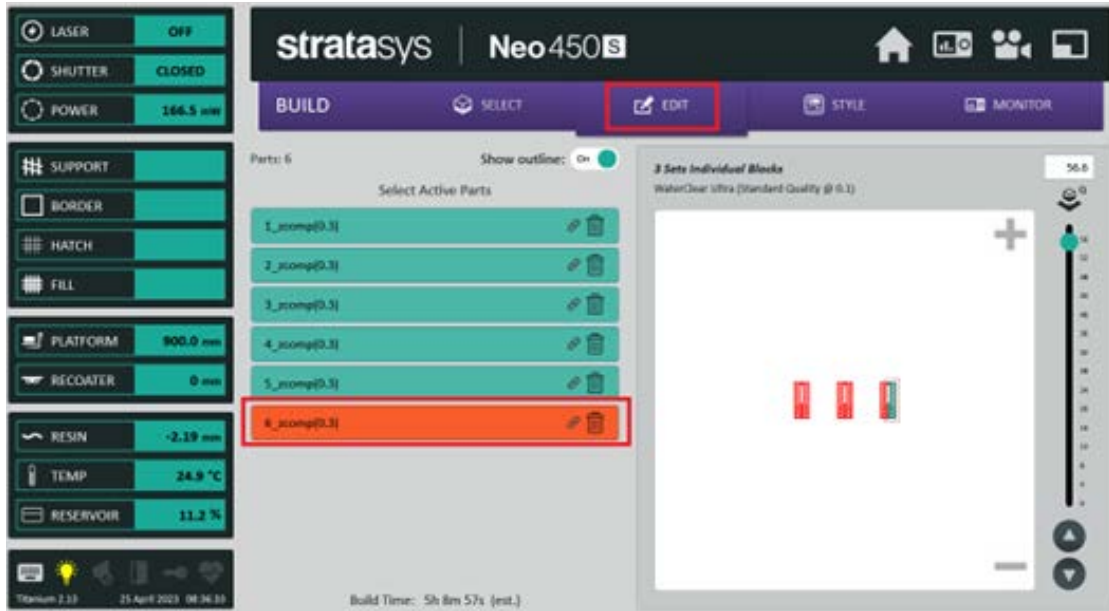 LASER OFF
SHUTTER CLOSED
POWER 166.5 mW
SUPPORT
BORDER
HATCH
FILL
PLATFORM 900.0 mm
RECOATER 0 mm
RESIN -2.19 mm
TEMP 24.9 °C
RESERVOIR 11.2 %
Titanium 2.10 25 April 2023 08:36:10
stratasys | Neo450S
BUILD SELECT EDIT STYLE MONITOR
Parts: 6 Show outline: On
Select Active Parts
1_zcomp(0.3)
2_zcomp(0.3)
3_zcomp(0.3)
4_zcomp(0.3)
5_zcomp(0.3)
6_zcomp(0.3)
Build Time: 5h 8m 57s (est.)
3 Sets Individual Blocks
WaterClear Ultra (Standard Quality @ 0.1)
56.6